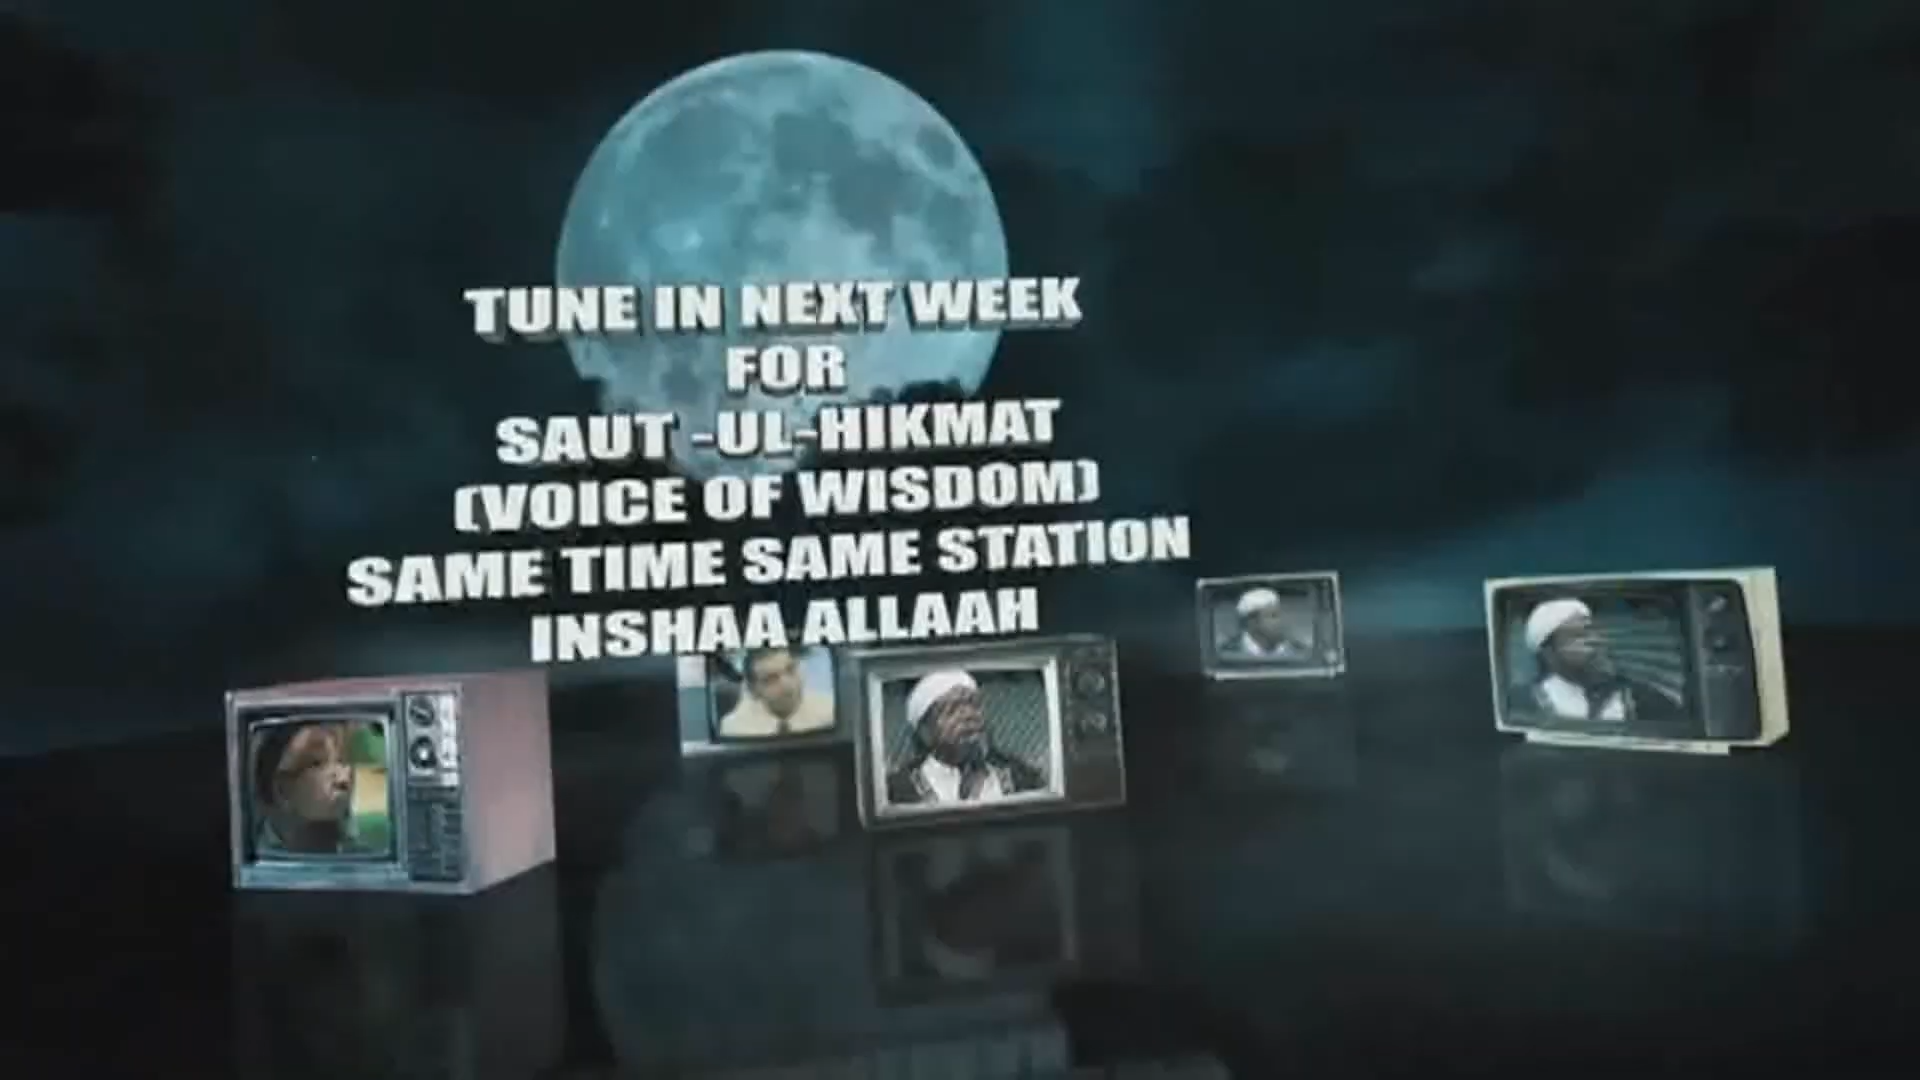 TUNE IN NEXT WEEK
FOR
SAUT -UL-HIKMAT
(VOICE OF WISDOM)
SAME TIME SAME STATION
INSHAA ALLAAH